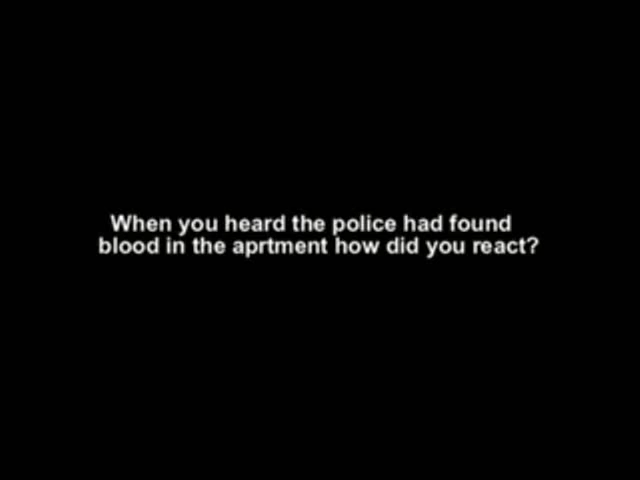 When you heard the police had found
blood in the aprtment how did you react?